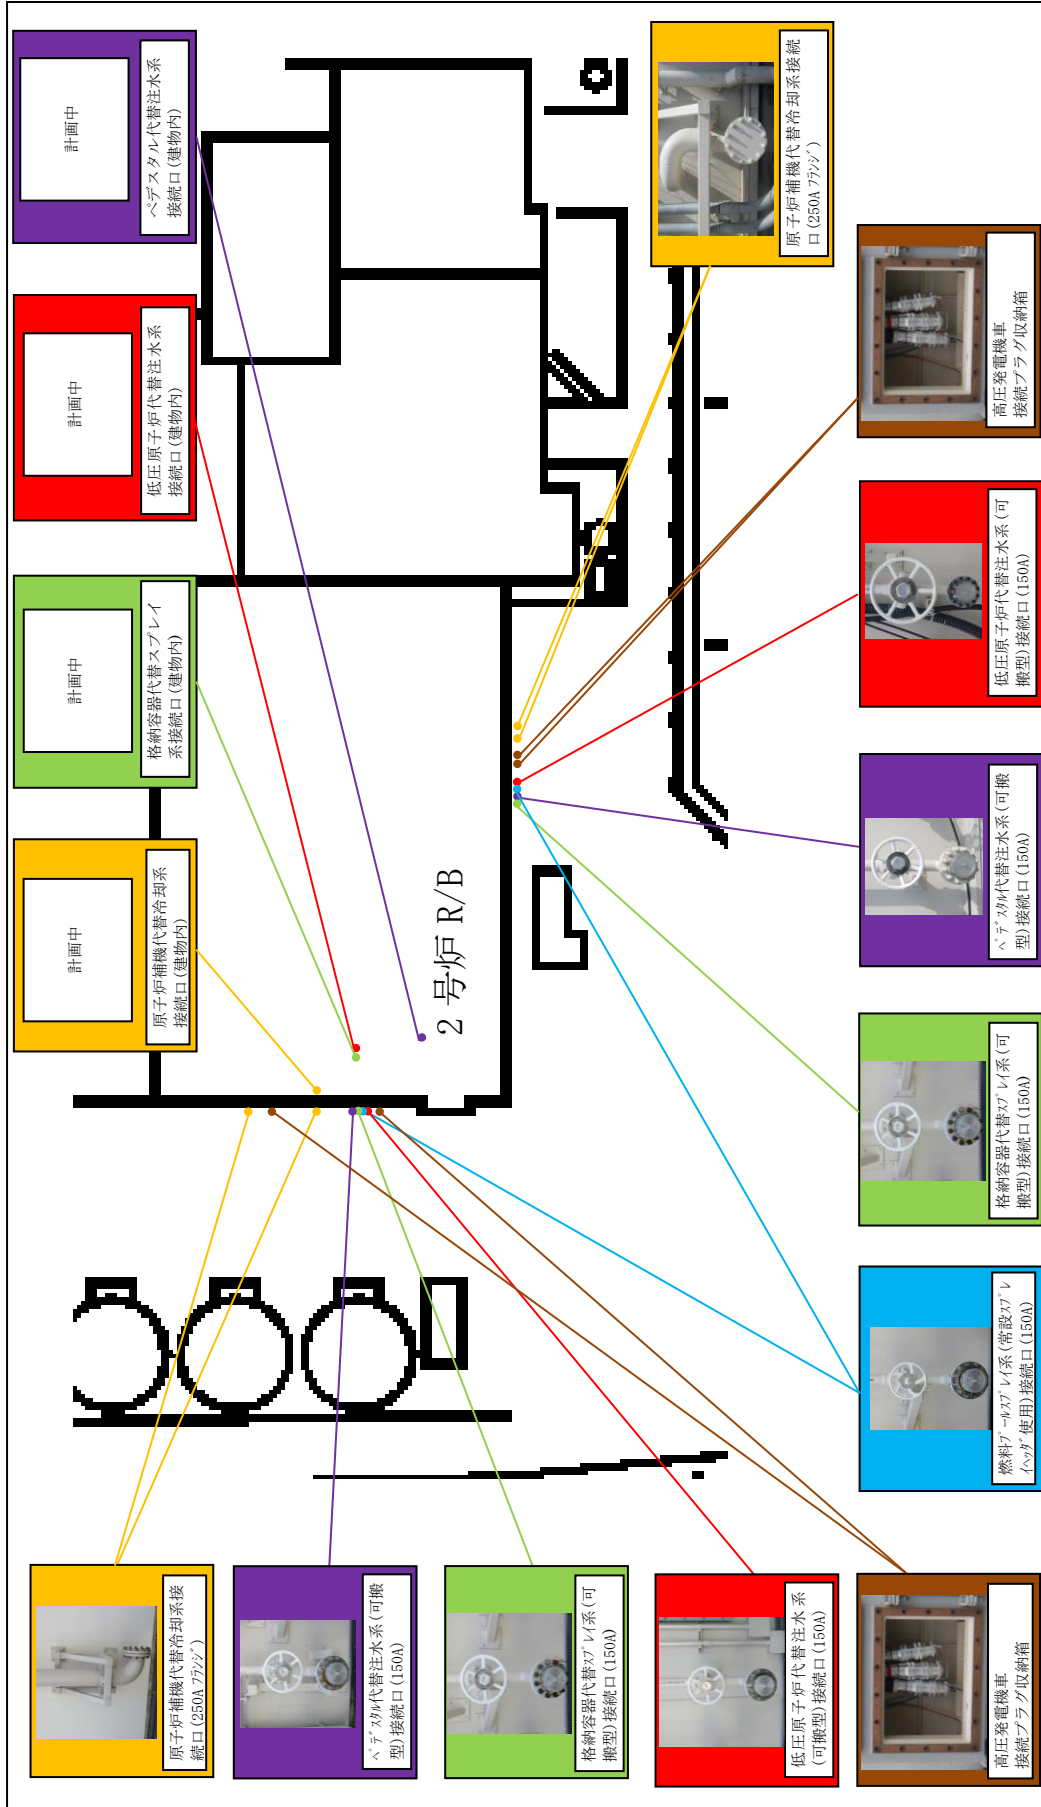 原子炉補機代替冷却系接
続口(250A フランジ)
計画中
原子炉補機代替冷却系
接続口(建物内)
計画中
格納容器代替スプレイ
系接続口(建物内)
計画中
低圧原子炉代替注水系
接続口(建物内)
計画中
ペデスタル代替注水系
接続口(建物内)
ペデスタル代替注水系(可搬
型)接続口(150A)
格納容器代替スプレイ系(可
搬型)接続口(150A)
2号炉 R/B
低圧原子炉代替注水系
(可搬型)接続口(150A)
原子炉補機代替冷却系接続
口(250A フランジ)
高圧発電機車
接続プラグ収納箱
燃料プールスプレイ系(常設スプレ
イヘッダ使用)接続口(150A)
格納容器代替スプレイ系(可
搬型)接続口(150A)
ペデスタル代替注水系(可搬
型)接続口(150A)
低圧原子炉代替注水系(可
搬型)接続口(150A)
高圧発電機車
接続プラグ収納箱